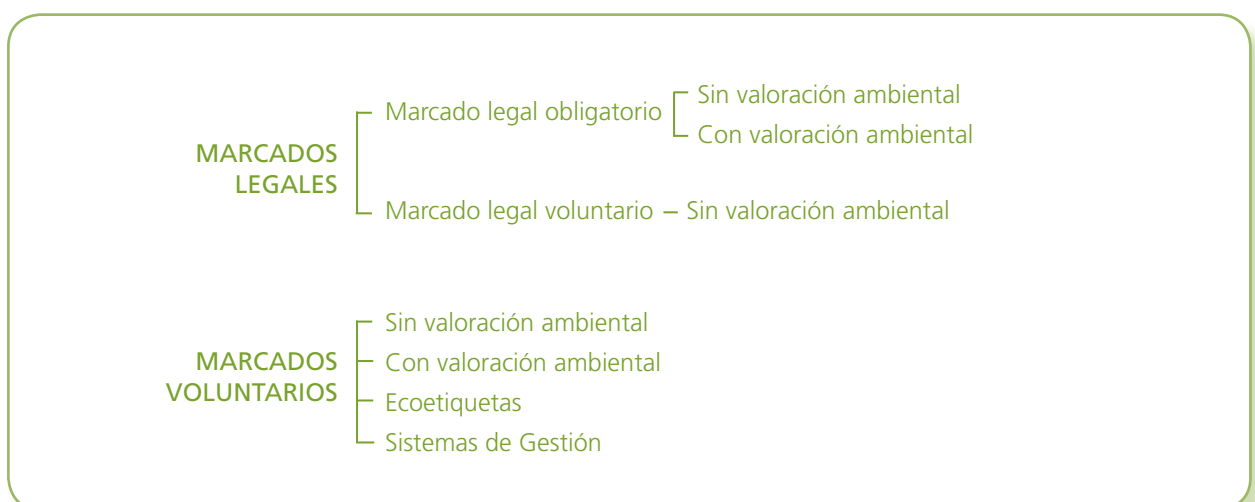 MARCADOS
LEGALES
Marcado legal obligatorio
Sin valoración ambiental
Con valoración ambiental
Marcado legal voluntario – Sin valoración ambiental
MARCADOS
VOLUNTARIOS
Sin valoración ambiental
Con valoración ambiental
Ecoetiquetas
Sistemas de Gestión